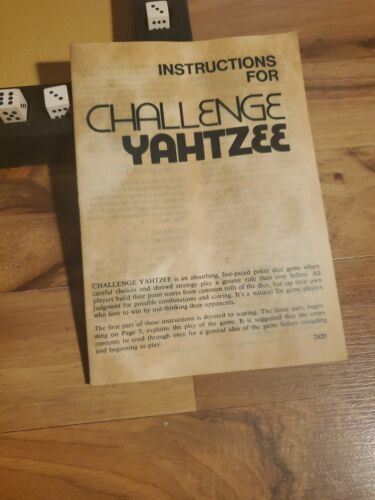 INSTRUCTIONS
FOR
CHALLENGE
YAHTZEE
CHALLENGE YAHTZEE is an absorbing, fast-paced poker dice game where
careful choices and shrewd strategy play a greater role than ever before. All
players build their point scores from common rolls of the dice, but use their own
judgment for possible combinations and scoring. It's a natural for game players
who love to win by out-thinking their opponents.
The first part of these instructions is devoted to scoring. The latter part, begin-
ning on Page 5, explains the play of the game. It is suggested that the entire
contents be read through once for a general idea of the game before rereading
and beginning to play.
2420